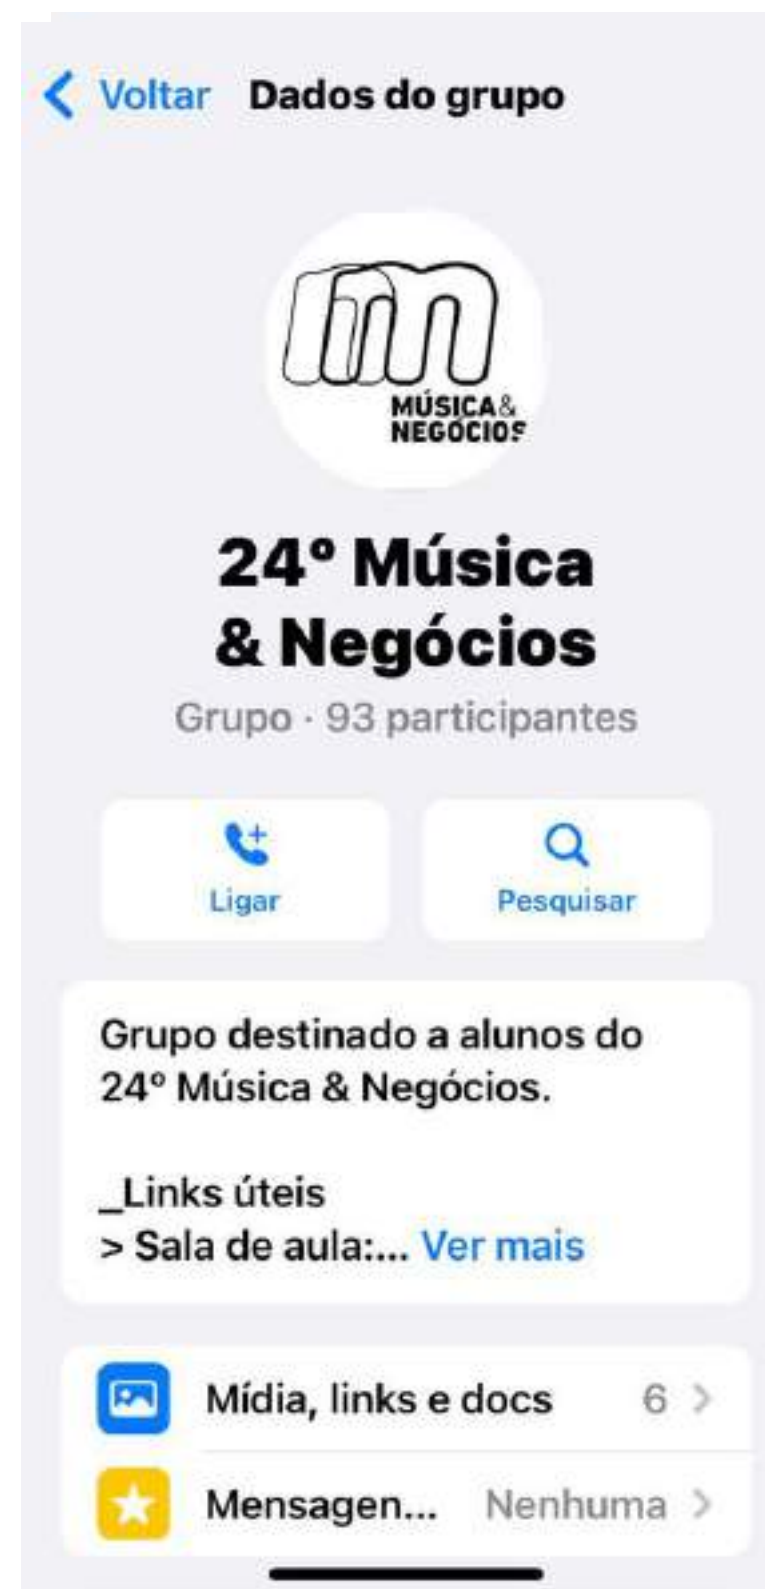 Voltar Dados do grupo
m
MÚSICA&
NEGÓCIOS
24º Música
& Negócios
Grupo · 93 participantes
Ligar Pesquisar
Grupo destinado a alunos do
24º Música & Negócios.
_Links úteis
> Sala de aula:... Ver mais
Mídia, links e docs 6
Mensagen... Nenhuma